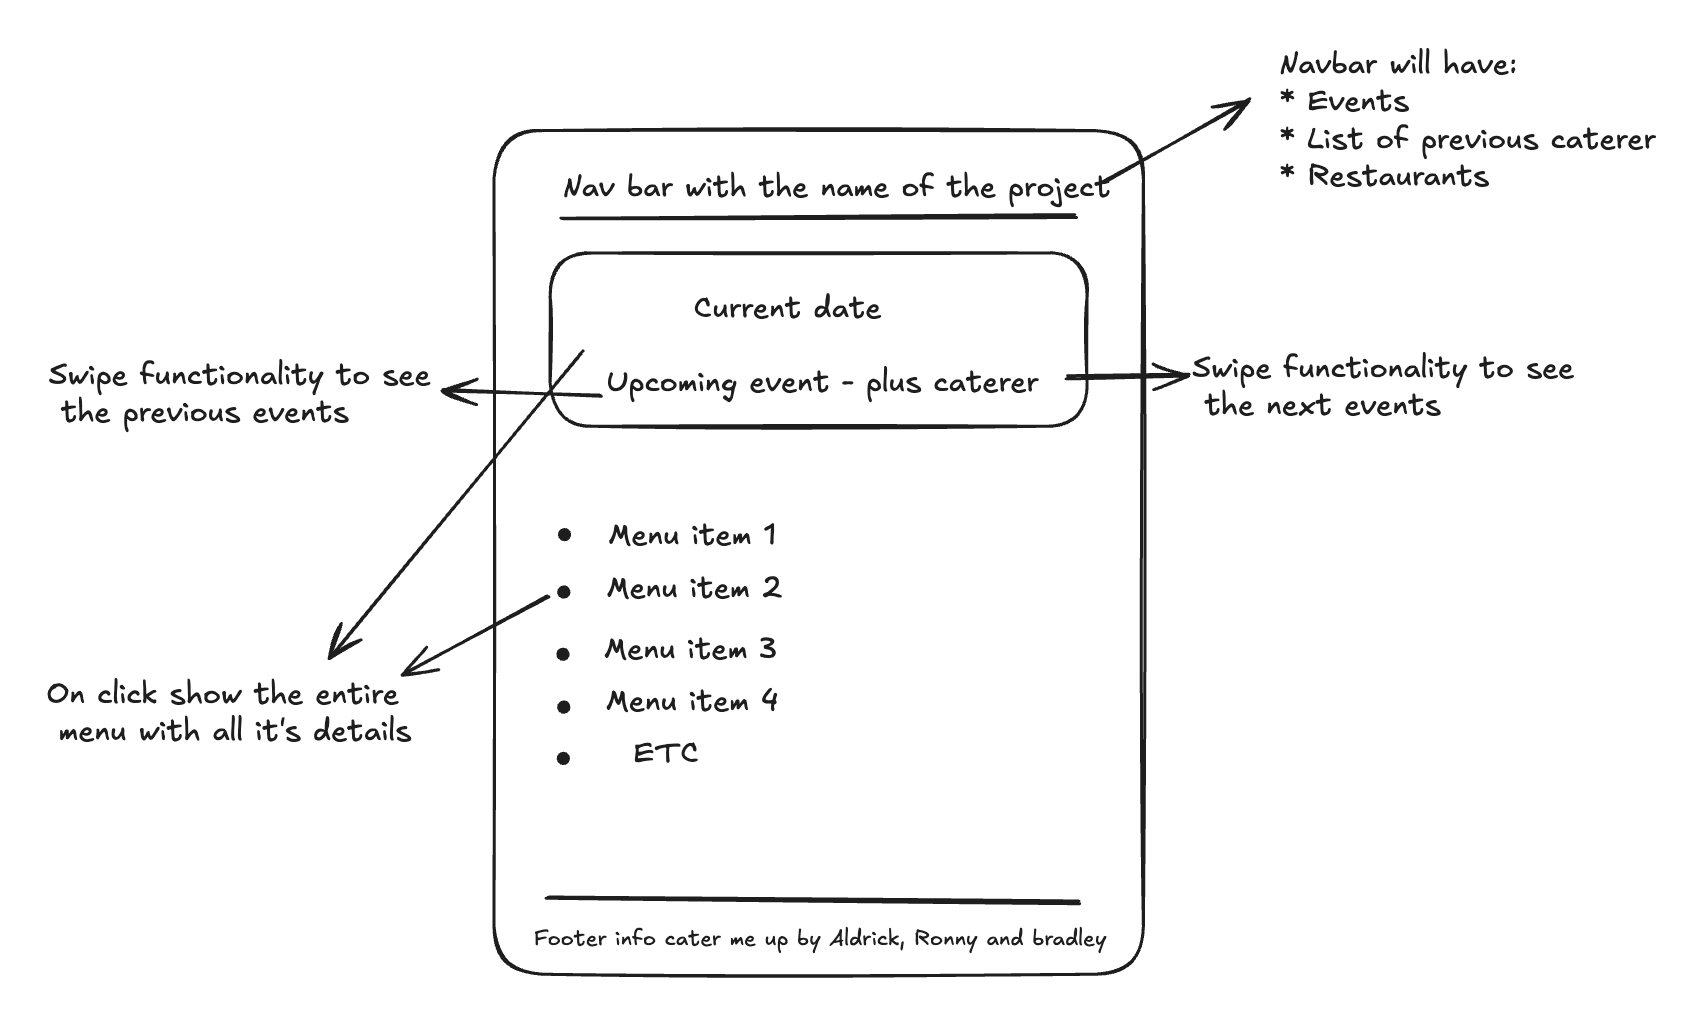 Navbar will have:
* Events
* List of previous caterer
* Restaurants
Nav bar with the name of the project
Current date
Upcoming event - plus caterer
Swipe functionality to see
the previous events
Swipe functionality to see
the next events
Menu item 1
Menu item 2
Menu item 3
Menu item 4
ETC
On click show the entire
menu with all it's details
Footer info cater me up by Aldrick, Ronny and bradley